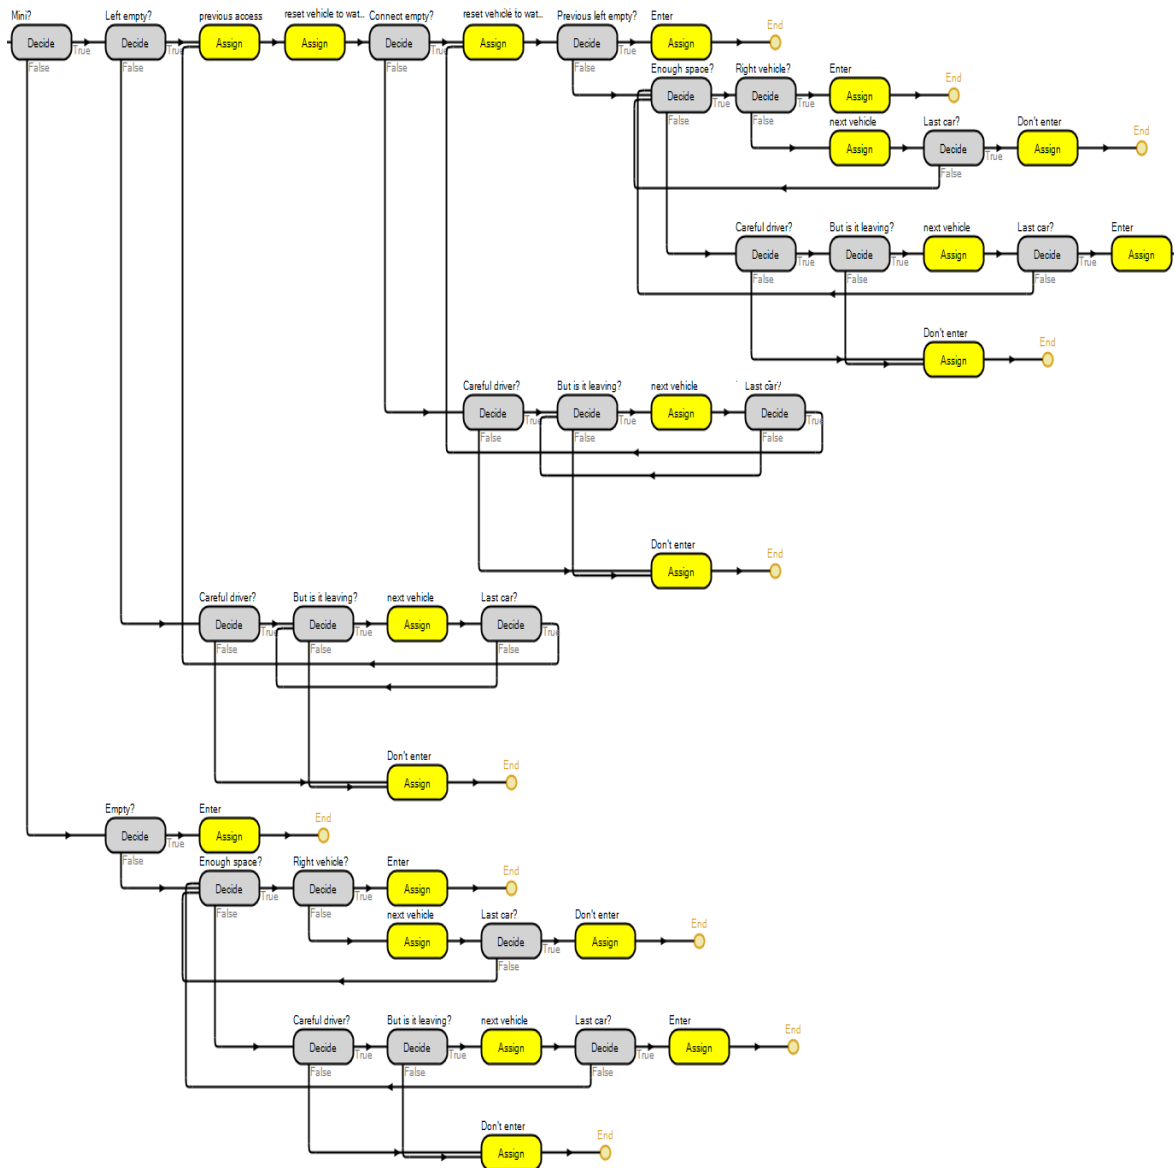 Mini?
Left empty?
previous access
reset vehicle to wat...
Connect empty?
reset vehicle to wat...
Previous left empty?
Enter
End
Decide
True
False
Decide
True
False
Assign
Assign
Decide
True
False
Assign
Decide
True
False
Assign
Enough space?
Right vehicle?
Enter
End
Decide
True
False
Decide
True
False
Assign
next vehicle
Last car?
Don't enter
End
Assign
Decide
True
False
Assign
Careful driver?
But is it leaving?
next vehicle
Last car?
Enter
Decide
True
False
Decide
True
False
Assign
Decide
True
False
Assign
Don't enter
End
Assign
Careful driver?
But is it leaving?
next vehicle
Last car?
Decide
True
False
Decide
True
False
Assign
Decide
True
False
Don't enter
End
Assign
Careful driver?
But is it leaving?
next vehicle
Last car?
Decide
True
False
Decide
True
False
Assign
Decide
True
False
Don't enter
End
Assign
Empty?
Enter
End
Decide
True
False
Assign
Enough space?
Right vehicle?
Enter
End
Decide
True
False
Decide
True
False
Assign
next vehicle
Last car?
Don't enter
End
Assign
Decide
True
False
Assign
Careful driver?
But is it leaving?
next vehicle
Last car?
Enter
End
Decide
True
False
Decide
True
False
Assign
Decide
True
False
Assign
Don't enter
End
Assign